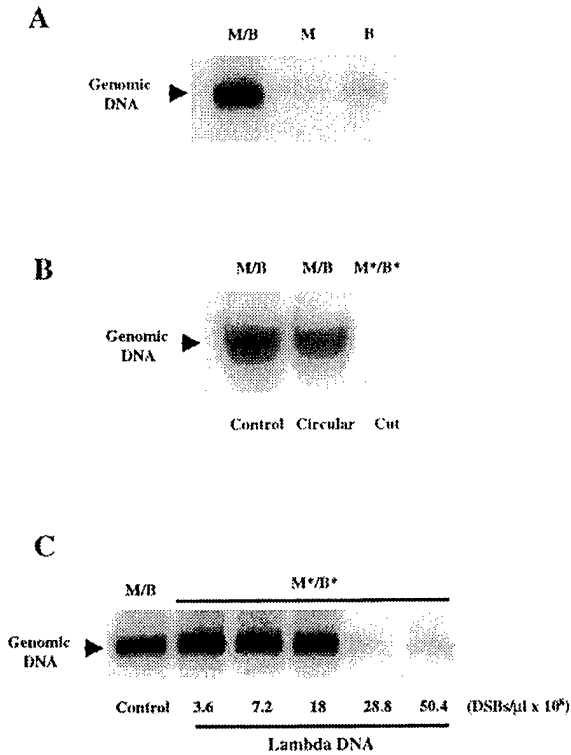 A
M/B M B
Genomic
DNA
B
M/B M/B M*/B*
Genomic
DNA
Control Circular Cut
C
M*/B*
M/B
Genomic
DNA
Control 3.6 7.2 18 28.8 50.4 (DSBs/µl x 10⁸)
Lambda DNA